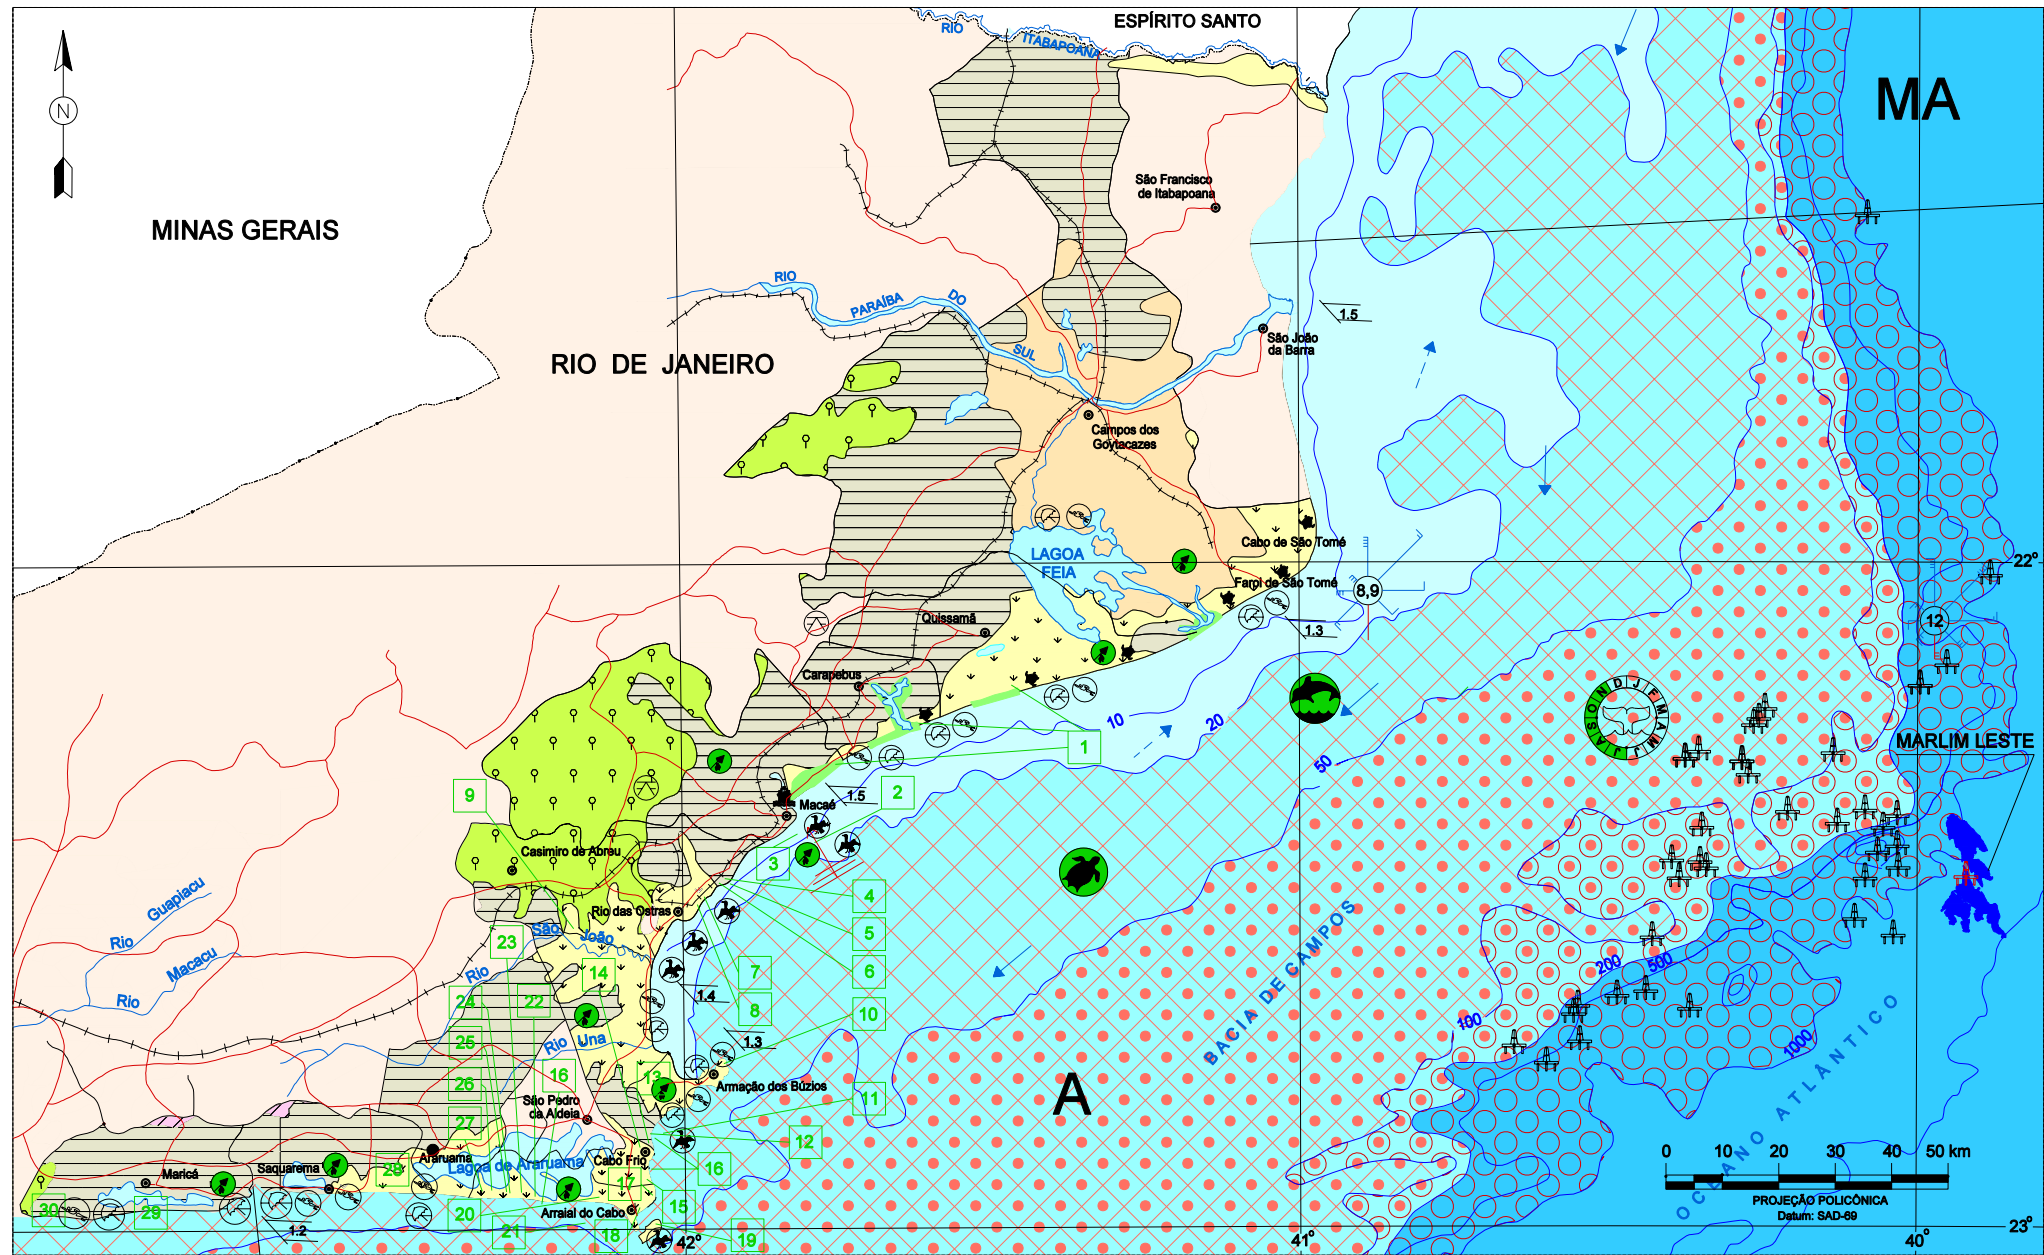 ESPÍRITO SANTO
RIO
ITABAPOANA
MA
N
MINAS GERAIS
São Francisco
de Itabapoana
RIO
PARAÍBA
DO
SUL
1.5
São João
da Barra
RIO DE JANEIRO
Campos dos
Goytacazes
Cabo de São Tomé
LAGOA
FEIA
22°
Farol de São Tomé
8,9
12
Quissamã
1.3
Carapebus
S O N D J F M A M J J A
10
20
1
50
MARLIM LESTE
9
1.5
2
Macaé
Casimiro de Abreu
3
4
Guapiaçu
Rio
Rio das Ostras
5
São João
23
Macacu
Rio
Rio
14
7
6
BACIA DE CAMPOS
200
500
24
22
1.4
8
10
100
25
Rio Una
1.3
1000
26
16
13
Armação dos Búzios
A
São Pedro
da Aldeia
11
27
12
OCEANO ATLÂNTICO
Araruama
Cabo Frio
0 10 20 30 40 50 km
Maricá
Saquarema
28
Lagoa de Araruama
16
17
PROJEÇÃO POLICÔNICA
Datum: SAD-69
30
29
20
Arraial do Cabo
15
1.2
21
18
19
42°
41°
40°
23°